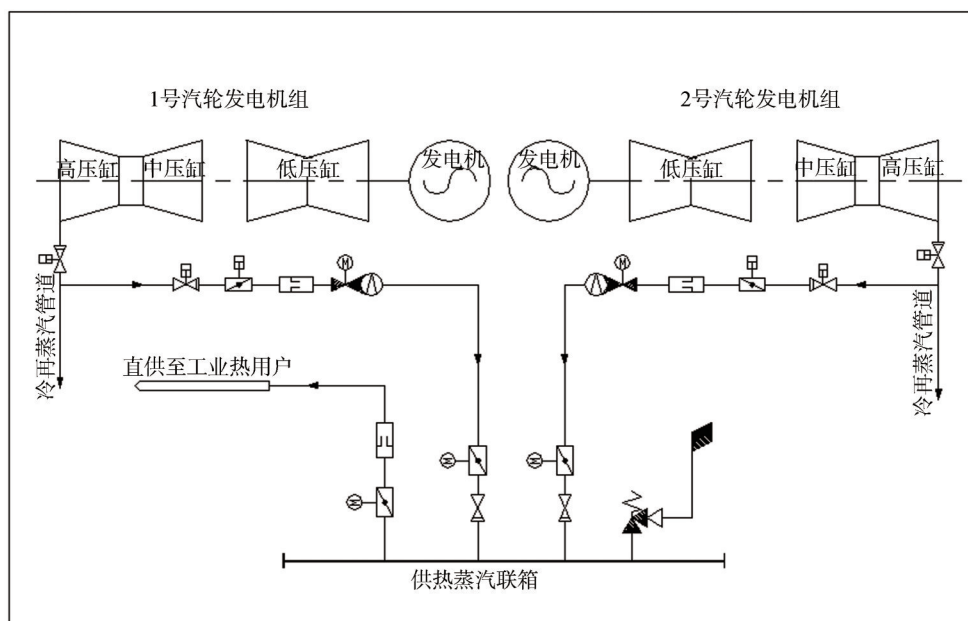 1号汽轮发电机组
2号汽轮发电机组
高压缸
中压缸
低压缸
发电机
发电机
低压缸
中压缸
高压缸
M
M
冷再蒸汽管道
冷再蒸汽管道
直供至工业热用户
M
M
M
供热蒸汽联箱